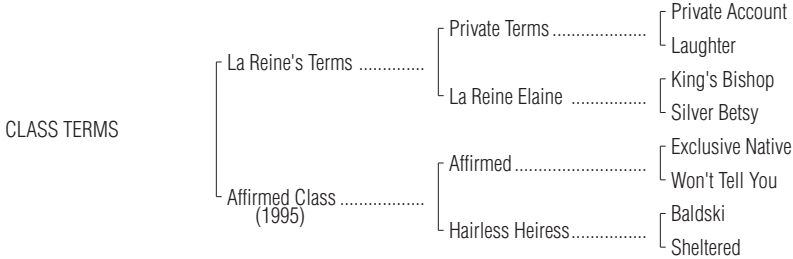 Private Account
Private Terms ....................
Laughter
La Reine's Terms ..............
King's Bishop
La Reine Elaine ................
Silver Betsy
CLASS TERMS
Exclusive Native
Affirmed ............................
Won't Tell You
Affirmed Class ..................
(1995)
Baldski
Hairless Heiress................
Sheltered